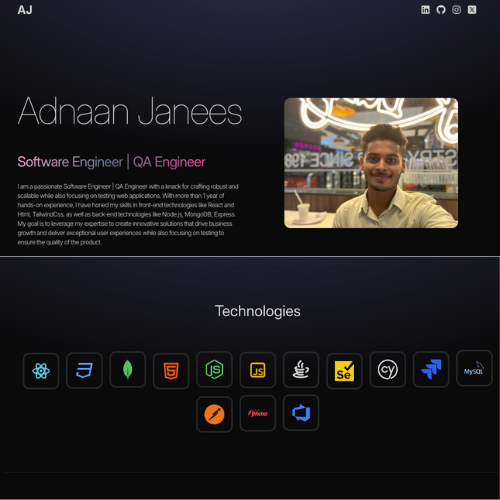 AJ
Adnaan Janees
Software Engineer | QA Engineer
I am a passionate Software Engineer | QA Engineer with a knack for crafting robust and
scalable while also focusing on testing web applications. With more than 1 year of
hands-on experience, I have honed my skills in front-end technologies like React and
Html, TailwindCss, as well as back-end technologies like Node.js, MongoDB, Express.
My goal is to leverage my expertise to create innovative solutions that drive business
growth and deliver exceptional user experiences while also focusing on testing to
ensure the quality of the product.
SINCE 198
Technologies
JS
JS
Se
cy
MySQL